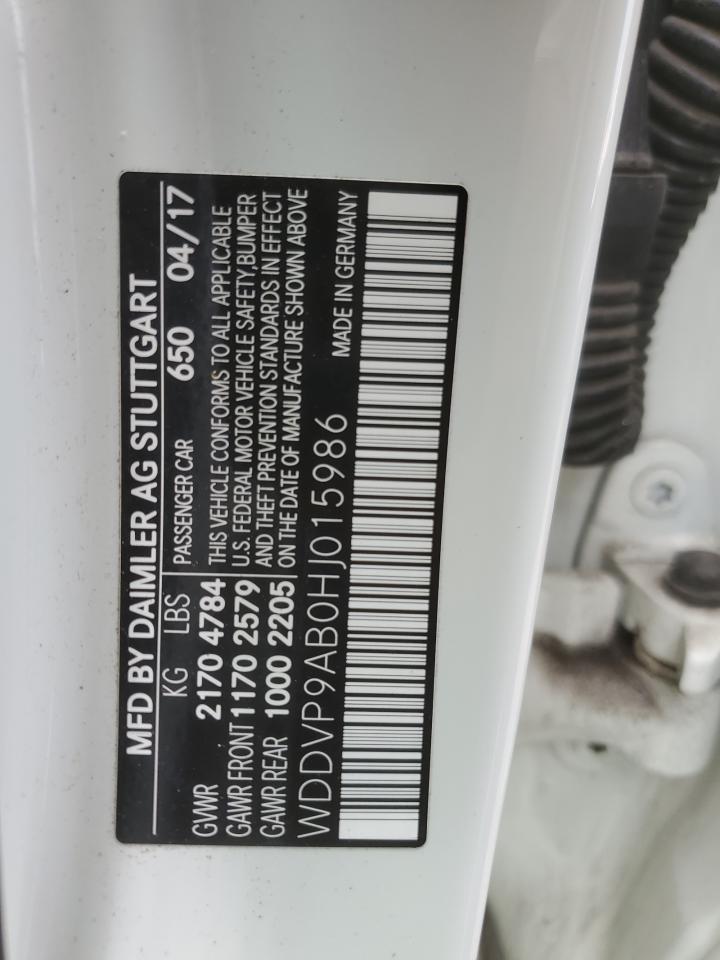 MFD BY DAIMLER AG STUTTGART
KG LBS PASSENGER CAR 650 04/17
GVWR 2170 4784 THIS VEHICLE CONFORMS TO ALL APPLICABLE
GAWR FRONT 1170 2579 U.S. FEDERAL MOTOR VEHICLE SAFETY,BUMPER
GAWR REAR 1000 2205 AND THEFT PREVENTION STANDARDS IN EFFECT
ON THE DATE OF MANUFACTURE SHOWN ABOVE
WDDVP9AB0HJ015986 MADE IN GERMANY